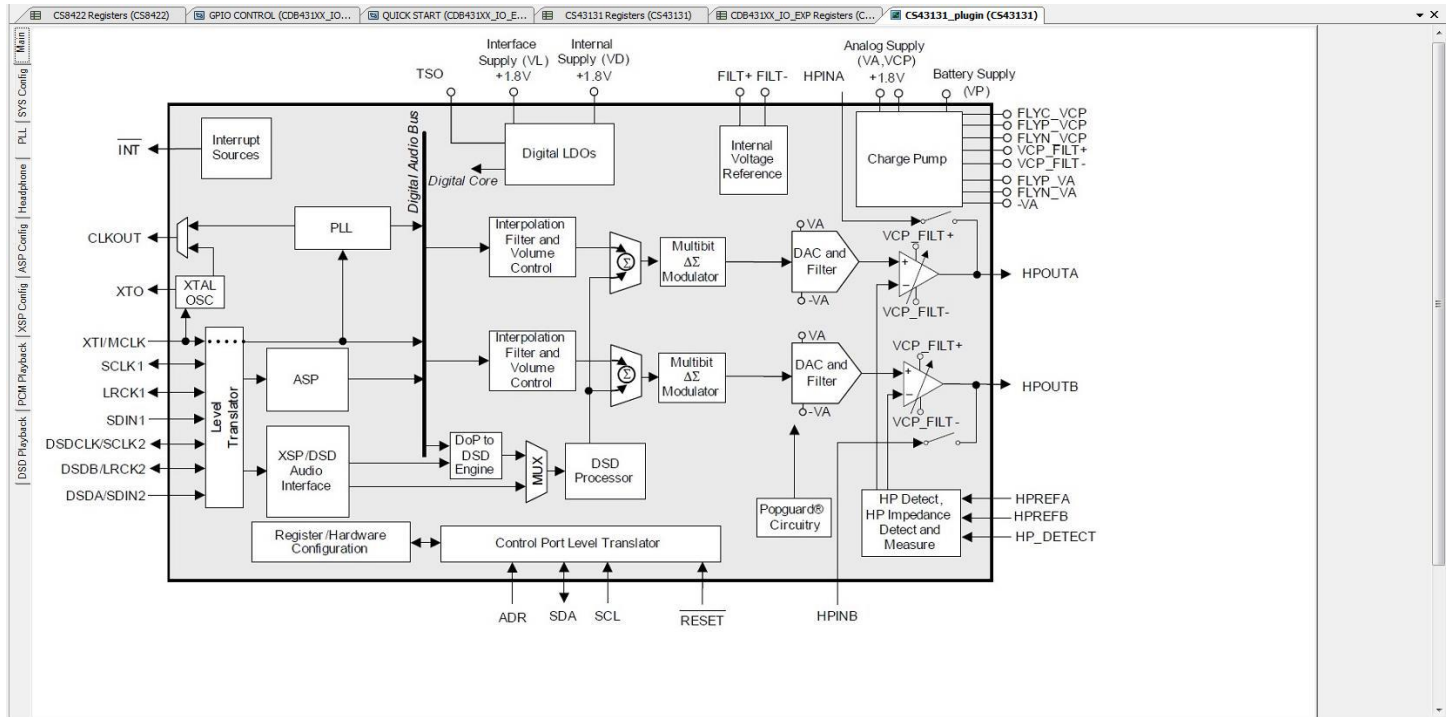 CS8422 Registers (CS8422)
GPIO CONTROL (CDB431XX_IO...
QUICK START (CDB431XX_IO_E...
CS43131 Registers (CS43131)
CDB431XX_IO_EXP Registers (C...
CS43131_plugin (CS43131)
Main
SYS Config
PLL
Headphone
ASP Config
XSP Config
PCM Playback
DSD Playback
Interface
Supply (VL)
+1.8V
Internal
Supply (VD)
+1.8V
Analog Supply
(VA,VCP)
+1.8V
Battery Supply
(VP)
TSO
FILT+ FILT-
HPINA
INT
Interrupt
Sources
Digital Audio Bus
Digital LDOs
Digital Core
Internal
Voltage
Reference
Charge Pump
FLYC_VCP
FLYP_VCP
FLYN_VCP
VCP_FILT+
VCP_FILT-
FLYP_VA
FLYN_VA
-VA
CLKOUT
PLL
XTO
XTAL
OSC
Interpolation
Filter and
Volume
Control
Σ
Multibit
ΔΣ
Modulator
VA
DAC and
Filter
-VA
VCP_FILT+
+
−
VCP_FILT-
HPOUTA
XTI/MCLK
SCLK1
LRCK1
SDIN1
DSDCLK/SCLK2
DSDB/LRCK2
DSDA/SDIN2
Level
Translator
ASP
XSP/DSD
Audio
Interface
Interpolation
Filter and
Volume
Control
Σ
Multibit
ΔΣ
Modulator
VA
DAC and
Filter
-VA
VCP_FILT+
+
−
VCP_FILT-
HPOUTB
DoP to
DSD
Engine
MUX
DSD
Processor
Popguard®
Circuitry
HP Detect,
HP Impedance
Detect and
Measure
HPREFA
HPREFB
HP_DETECT
Register/Hardware
Configuration
Control Port Level Translator
ADR
SDA
SCL
RESET
HPINB